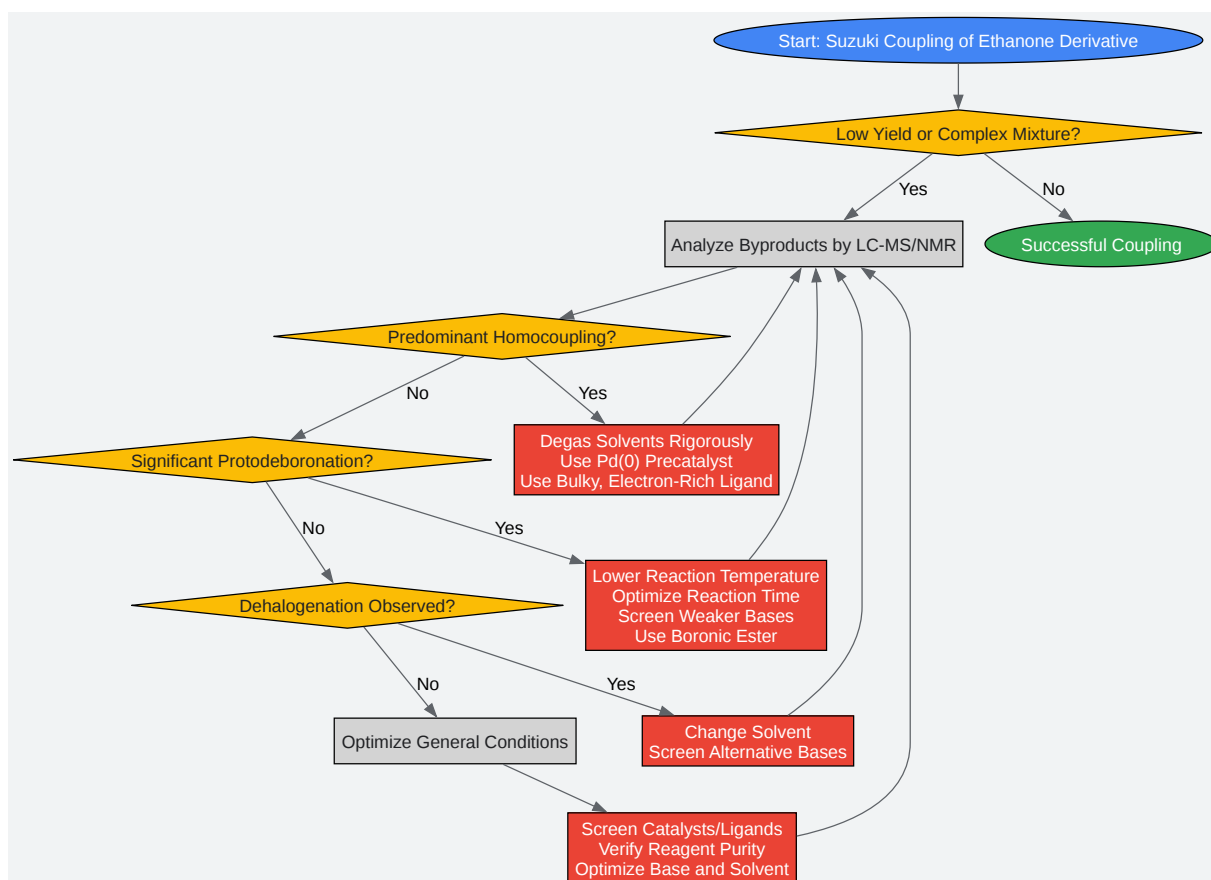 Start: Suzuki Coupling of Ethanone Derivative
Low Yield or Complex Mixture?
Yes
No
Analyze Byproducts by LC-MS/NMR
Successful Coupling
Predominant Homocoupling?
No
Yes
Degas Solvents Rigorously
Use Pd(0) Precatalyst
Use Bulky, Electron-Rich Ligand
Significant Protodeboronation?
No
Yes
Lower Reaction Temperature
Optimize Reaction Time
Screen Weaker Bases
Use Boronic Ester
Dehalogenation Observed?
No
Yes
Optimize General Conditions
Change Solvent
Screen Alternative Bases
Screen Catalysts/Ligands
Verify Reagent Purity
Optimize Base and Solvent